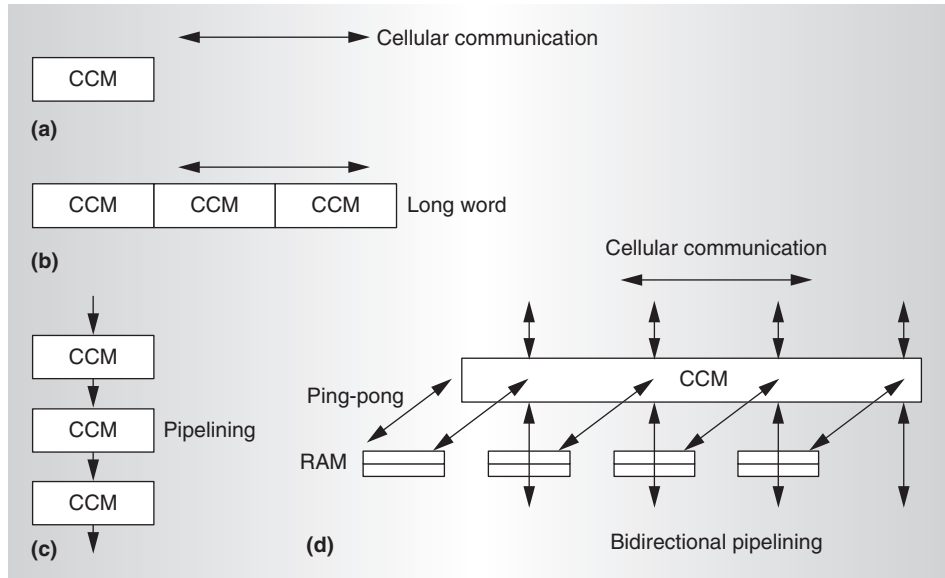 Cellular communication
CCM
(a)
CCM CCM CCM Long word
(b)
Cellular communication
CCM
CCM
Ping-pong
CCM Pipelining
RAM
CCM
(c)
(d)
Bidirectional pipelining